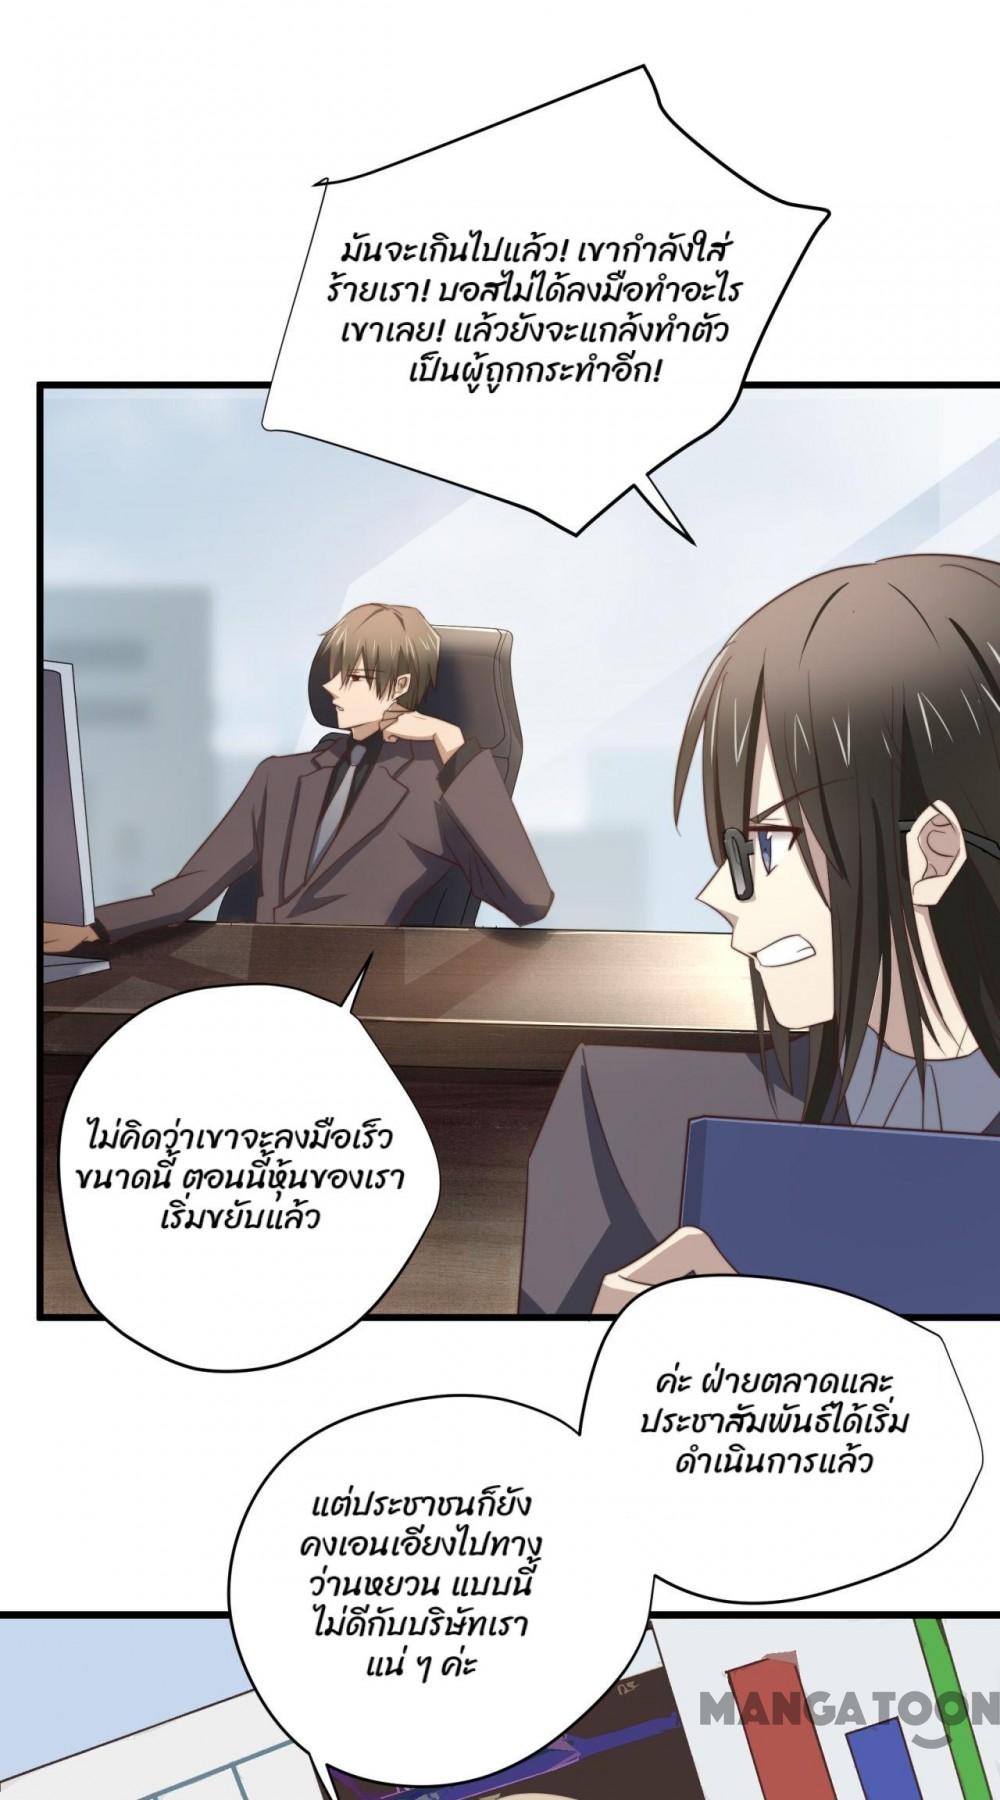 มันจะเกินไปแล้ว! เขากำลังใส่
ร้ายเรา! บอสไม่ได้ลงมือทำอะไร
เขาเลย! แล้วยังจะแกล้งทำตัว
เป็นผู้ถูกกระทำอีก!
ไม่คิดว่าเขาจะลงมือเร็ว
ขนาดนี้ ตอนนี้หุ้นของเรา
เริ่มขยับแล้ว
ค่ะ ฝ่ายตลาดและ
ประชาสัมพันธ์ได้เริ่ม
ดำเนินการแล้ว
แต่ประชาชนก็ยัง
คงเอนเอียงไปทาง
ว่านหยวน แบบนี้
ไม่ดีกับบริษัทเรา
แน่ ๆ ค่ะ
MANGATOON